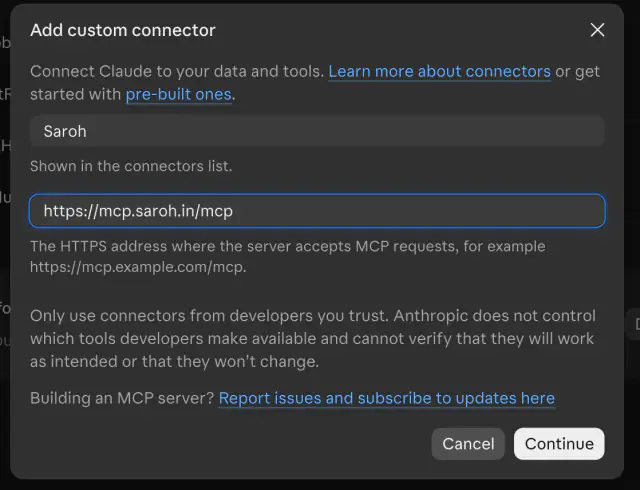 Add custom connector
Connect Claude to your data and tools. Learn more about connectors or get
started with pre-built ones.
Saroh
Shown in the connectors list.
https://mcp.saroh.in/mcp
The HTTPS address where the server accepts MCP requests, for example
https://mcp.example.com/mcp.
Only use connectors from developers you trust. Anthropic does not control
which tools developers make available and cannot verify that they will work
as intended or that they won’t change.
Building an MCP server? Report issues and subscribe to updates here
Cancel
Continue